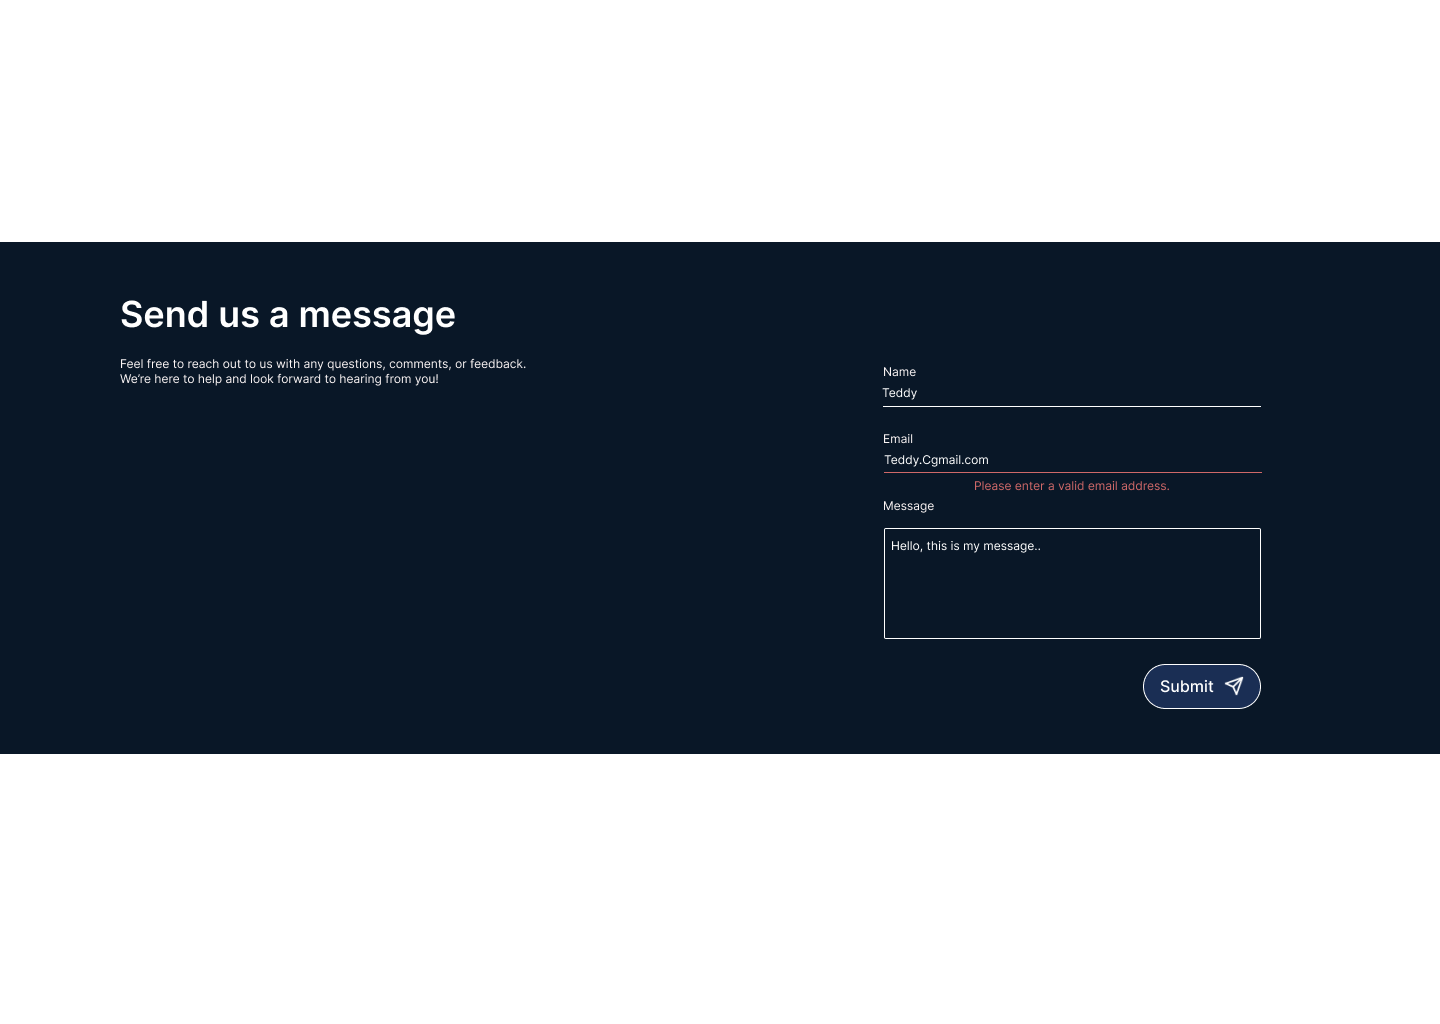 Send us a message
Feel free to reach out to us with any questions, comments, or feedback.
We're here to help and look forward to hearing from you!
Name
Teddy
Email
Teddy.Cgmail.com
Please enter a valid email address.
Message
Hello, this is my message..
Submit